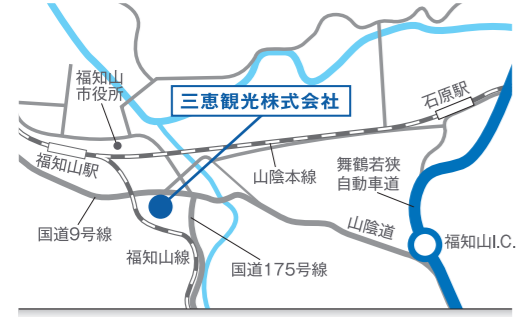 福知山
市役所
三恵観光株式会社
石原駅
福知山駅
山陰本線
舞鶴若狭
自動車道
国道9号線
山陰道
福知山I.C.
福知山線
国道175号線